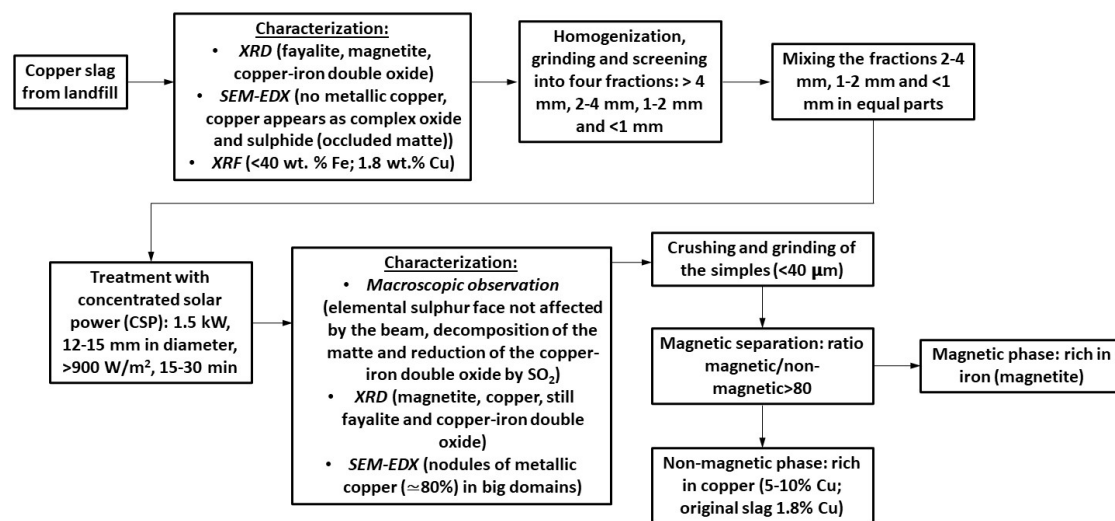 Copper slag
from landfill
Characterization:
• XRD (fayalite, magnetite,
copper-iron double oxide)
• SEM-EDX (no metallic copper,
copper appears as complex oxide
and sulphide (occluded matte))
• XRF (<40 wt. % Fe; 1.8 wt.% Cu)
Homogenization,
grinding and screening
into four fractions: > 4
mm, 2-4 mm, 1-2 mm
and <1 mm
Mixing the fractions 2-4
mm, 1-2 mm and <1
mm in equal parts
Treatment with
concentrated solar
power (CSP): 1.5 kW,
12-15 mm in diameter,
>900 W/m², 15-30 min
Characterization:
• Macroscopic observation
(elemental sulphur face not affected
by the beam, decomposition of the
matte and reduction of the copper-
iron double oxide by SO₂)
• XRD (magnetite, copper, still
fayalite and copper-iron double
oxide)
• SEM-EDX (nodules of metallic
copper (≃80%) in big domains)
Crushing and grinding of
the simples (<40 μm)
Magnetic separation: ratio
magnetic/non-
magnetic>80
Magnetic phase: rich in
iron (magnetite)
Non-magnetic phase: rich
in copper (5-10% Cu;
original slag 1.8% Cu)